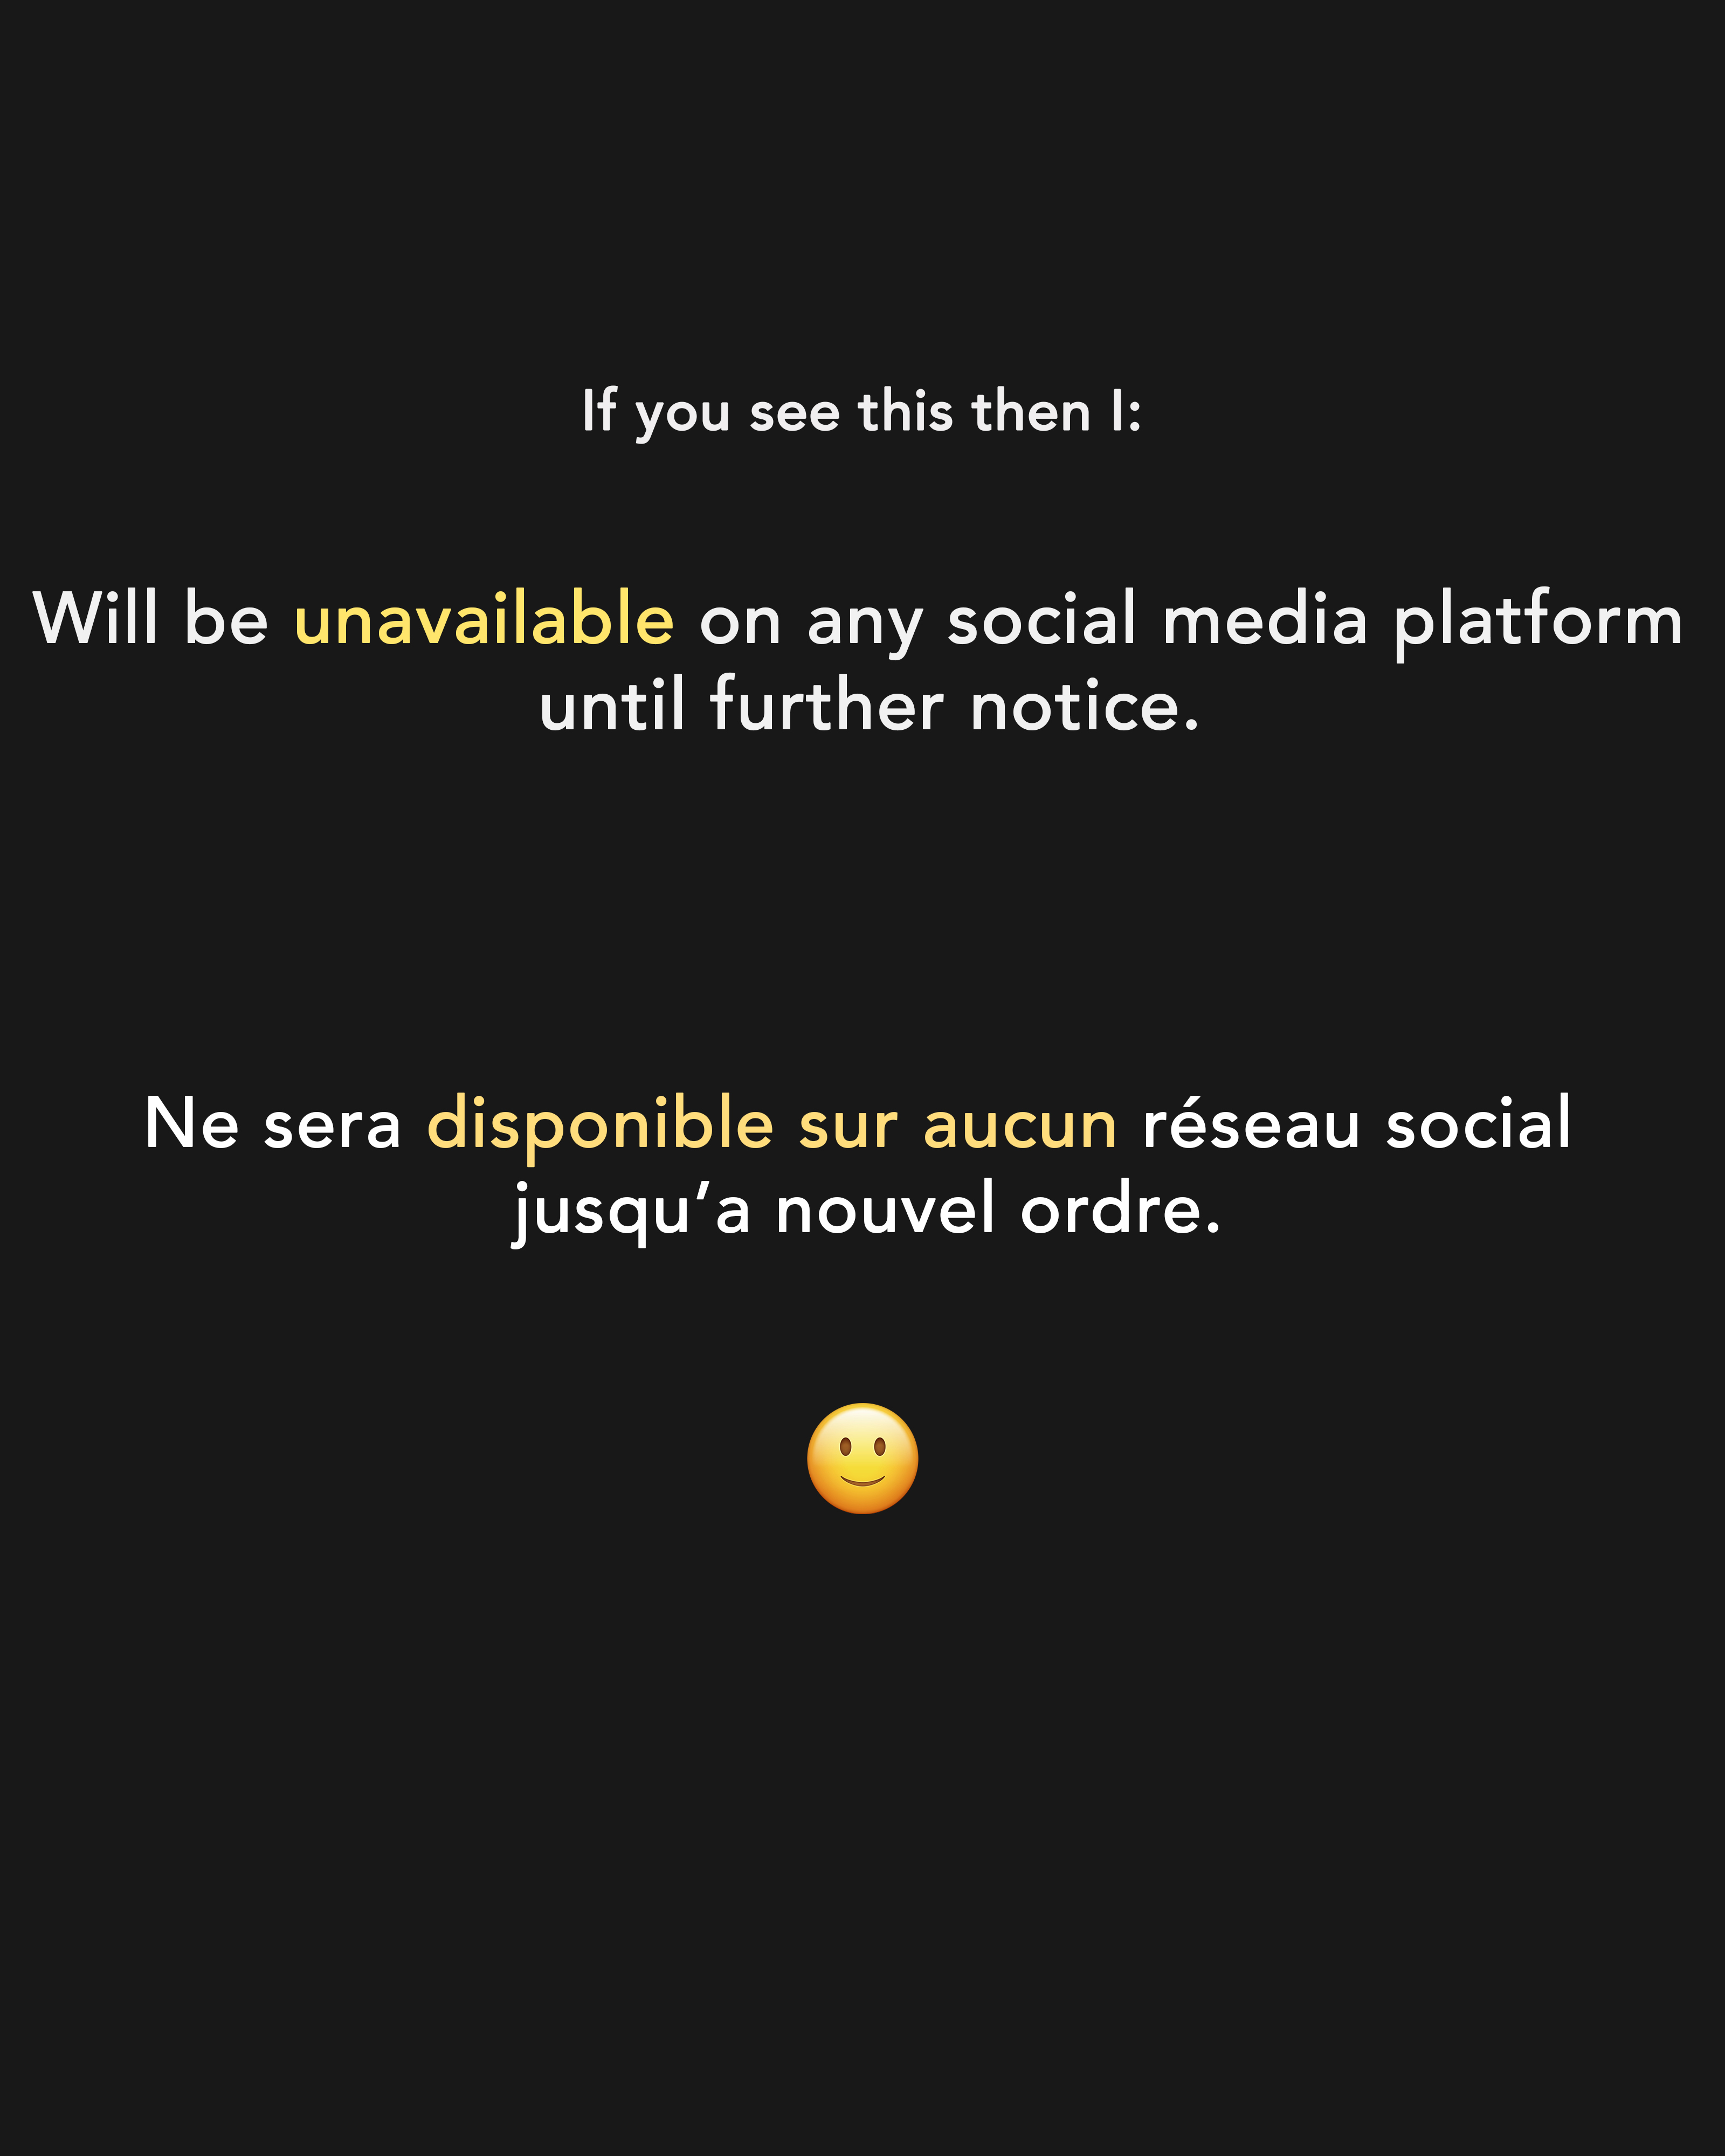 If you see this then I:
Will be unavailable on any social media platform
until further notice.
Ne sera disponible sur aucun réseau social
jusqu’a nouvel ordre.